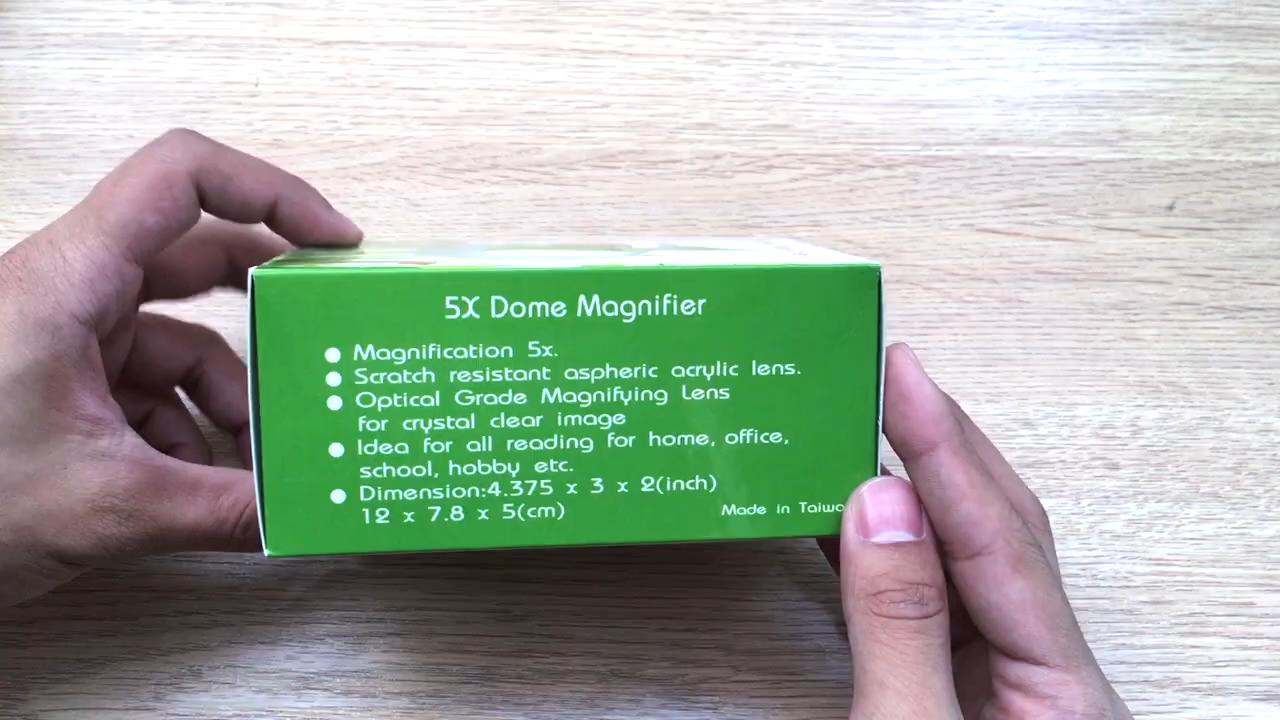 5X Dome Magnifier
● Magnification 5x.
● Scratch resistant aspheric acrylic lens.
● Optical Grade Magnifying Lens
for crystal clear image
● Idea for all reading for home, office,
school, hobby etc.
● Dimension:4.375 x 3 x 2(inch)
12 x 7.8 x 5(cm)
Made in